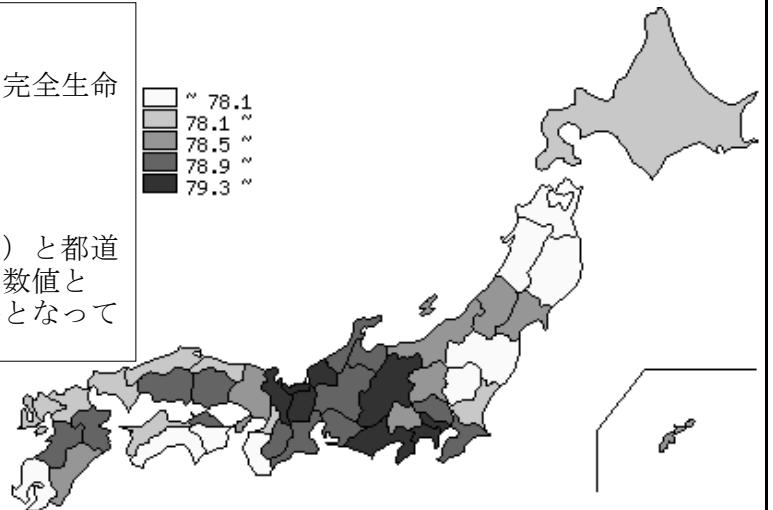 完全生命
~ 78.1
78.1 ~
78.5 ~
78.9 ~
79.3 ~
）と都道
数値と
となって